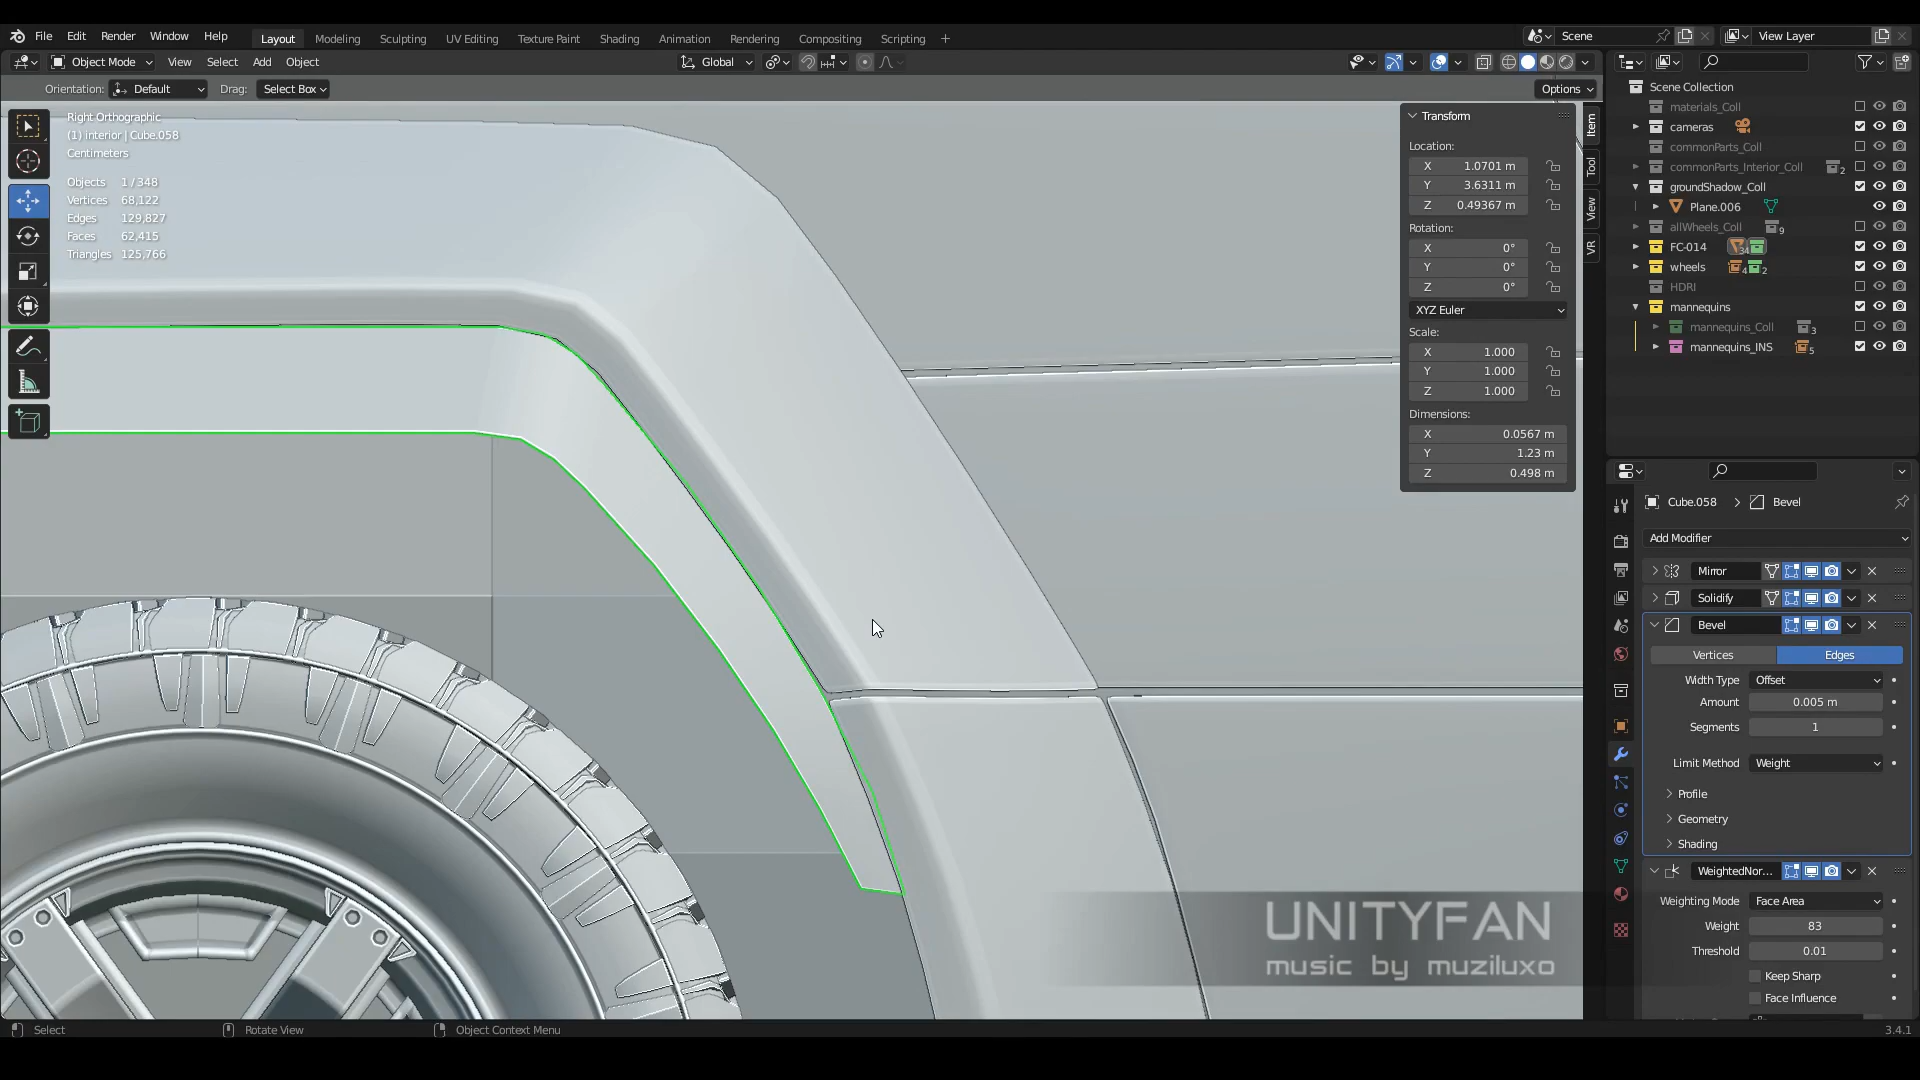 File Edit Render Window Help Layout Modeling Sculpting UV Editing Texture Paint Shading Animation Rendering Compositing Scripting + Scene View Layer
Object Mode View Select Add Object Global
Orientation: Default Drag: Select Box Options
Right Orthographic
(1) interior | Cube.058
Centimeters
Objects 1 / 348
Vertices 68,122
Edges 129,827
Faces 62,415
Triangles 125,766
Transform
Location:
X 1.0701 m
Y 3.6311 m
Z 0.49367 m
Rotation:
X 0°
Y 0°
Z 0°
XYZ Euler
Scale:
X 1.000
Y 1.000
Z 1.000
Dimensions:
X 0.0567 m
Y 1.23 m
Z 0.498 m
Item
Tool
View
VR
Scene Collection
materials_Coll
cameras
commonParts_Coll
commonParts_Interior_Coll 2
groundShadow_Coll
Plane.006
allWheels_Coll 9
FC-014 34
wheels 4 2
HDRI
mannequins
mannequins_Coll 3
mannequins_INS 5
Cube.058 > Bevel
Add Modifier
Mirror
Solidify
Bevel
Vertices Edges
Width Type Offset
Amount 0.005 m
Segments 1
Limit Method Weight
Profile
Geometry
Shading
WeightedNor...
Weighting Mode Face Area
Weight 83
Threshold 0.01
Keep Sharp
Face Influence
UNITYFAN
music by muziluxo
Select Rotate View Object Context Menu 3.4.1